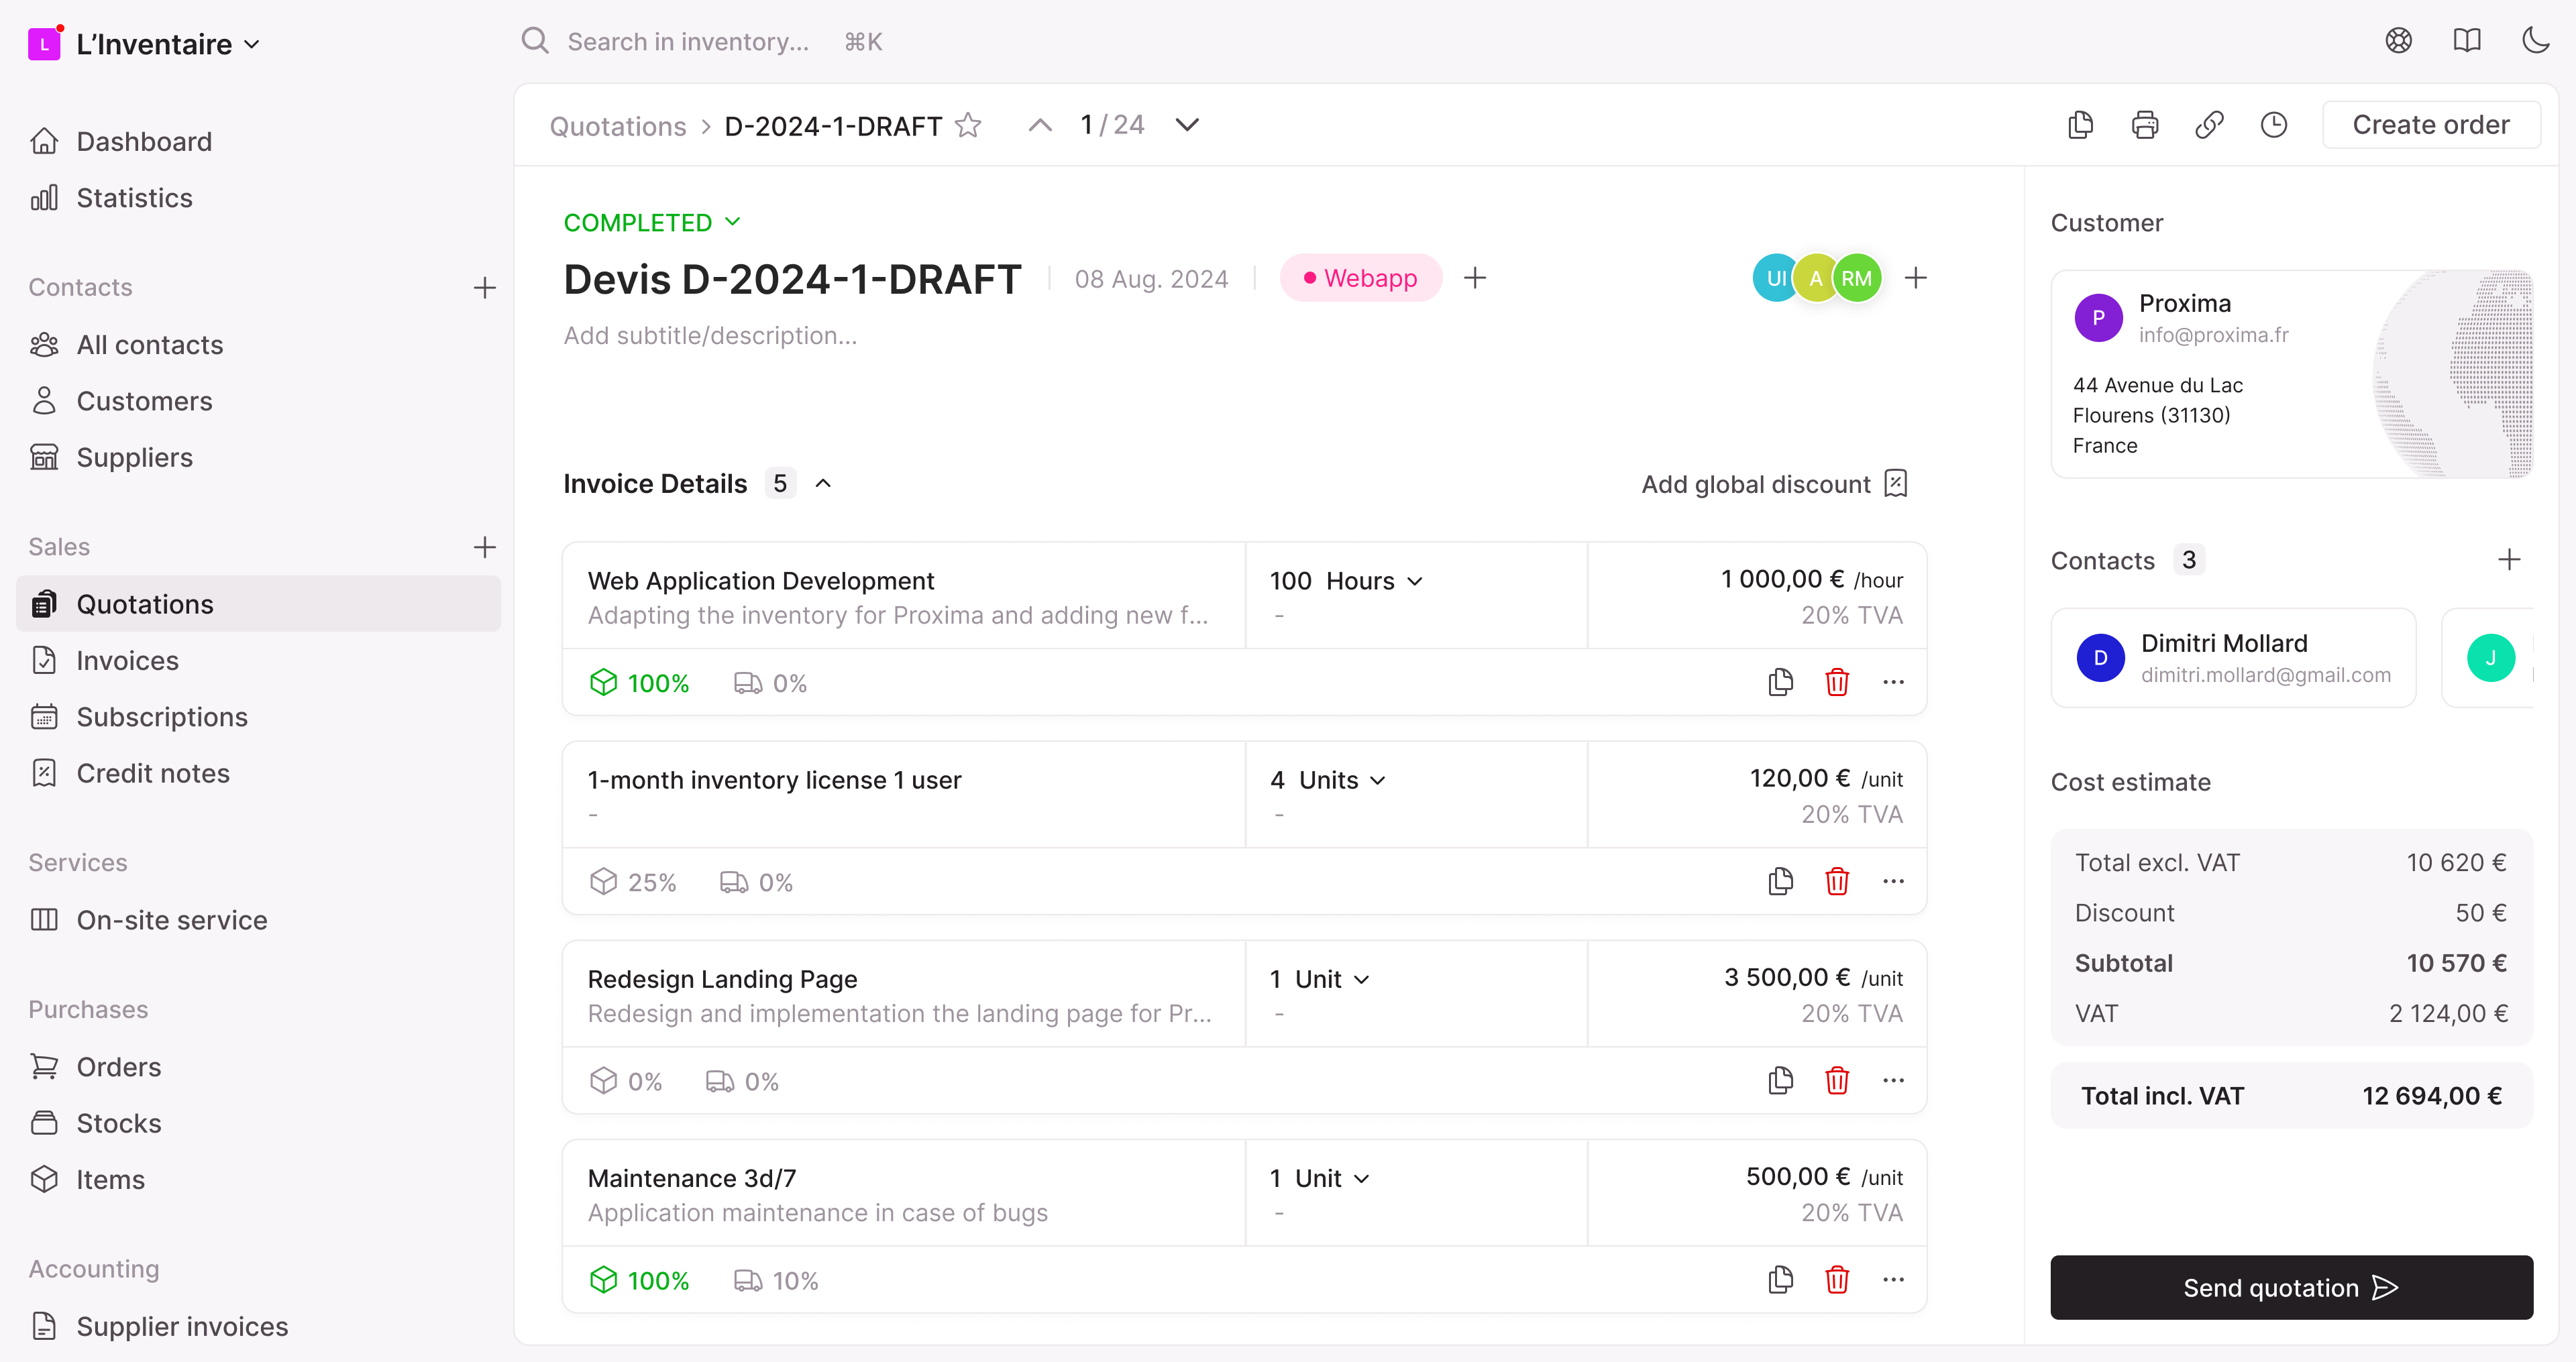 L
L'Inventaire
Search in inventory... ⌘K
Dashboard
Statistics
Contacts
All contacts
Customers
Suppliers
Sales
Quotations
Invoices
Subscriptions
Credit notes
Services
On-site service
Purchases
Orders
Stocks
Items
Accounting
Supplier invoices
Quotations > D-2024-1-DRAFT 1 / 24
Create order
COMPLETED
Devis D-2024-1-DRAFT 08 Aug. 2024 Webapp
UI A RM
Add subtitle/description...
Invoice Details 5
Add global discount
Web Application Development 100 Hours 1 000,00 € /hour
Adapting the inventory for Proxima and adding new f... - 20% TVA
100% 0%
1-month inventory license 1 user 4 Units 120,00 € /unit
- - 20% TVA
25% 0%
Redesign Landing Page 1 Unit 3 500,00 € /unit
Redesign and implementation the landing page for Pr... - 20% TVA
0% 0%
Maintenance 3d/7 1 Unit 500,00 € /unit
Application maintenance in case of bugs - 20% TVA
100% 10%
Customer
P
Proxima
info@proxima.fr
44 Avenue du Lac
Flourens (31130)
France
Contacts 3
D
Dimitri Mollard
dimitri.mollard@gmail.com
J
Cost estimate
Total excl. VAT 10 620 €
Discount 50 €
Subtotal 10 570 €
VAT 2 124,00 €
Total incl. VAT 12 694,00 €
Send quotation